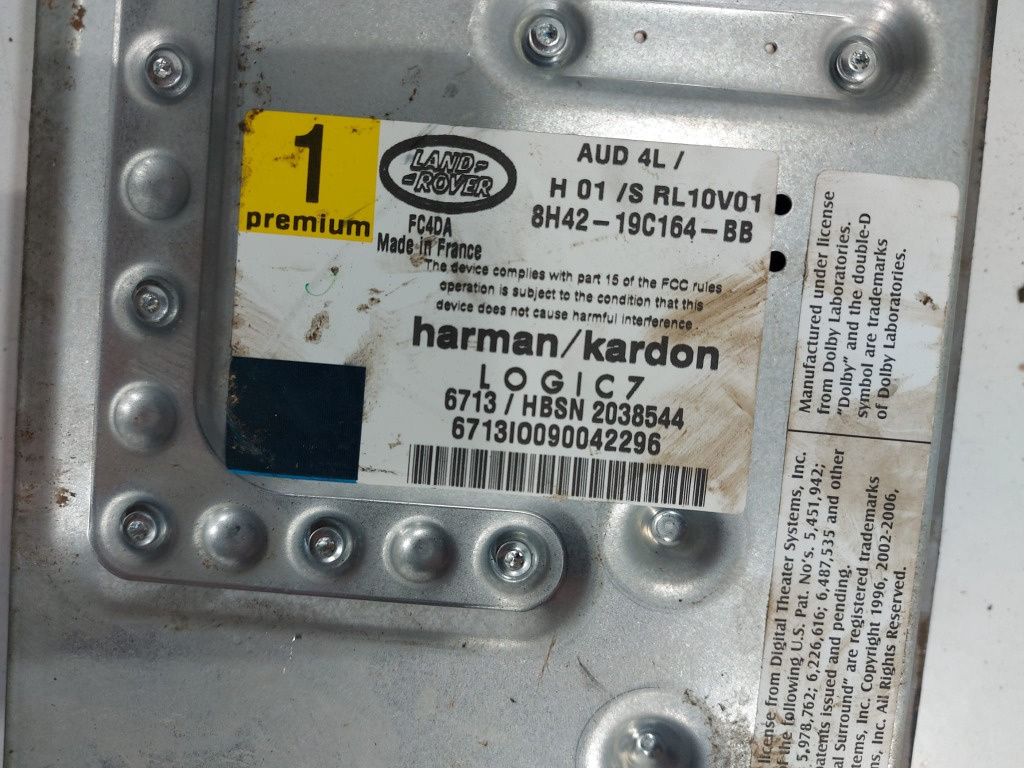 1
premium
LAND-
-ROVER
FC4DA
Made in France
AUD 4L /
H 01 /S RL10V01
8H42-19C164-BB
The device complies with part 15 of the FCC rules
operation is subject to the condition that this
device does not cause harmful interference
harman/kardon
LOGIC7
6713 / HBSN 2038544
6713I0090042296
Manufactured under license
from Dolby Laboratories.
"Dolby" and the double-D
symbol are trademarks
of Dolby Laboratories.
license from Digital Theater Systems, Inc.
of the following U.S. Pat. No's. 5,451,942;
5,978,762; 6,226,616; 6,487,535 and other
issued and pending.
Surround" are registered trademarks
Inc. Copyright 1996, 2002-2006,
Inc. All Rights Reserved.